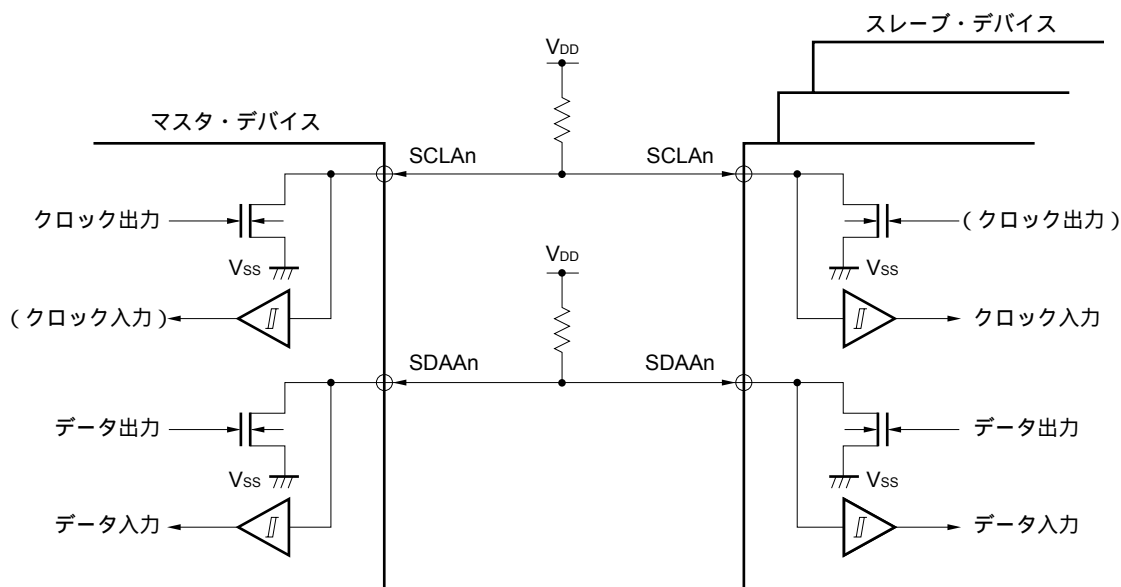 スレーブ・デバイス
VDD
マスタ・デバイス
SCLAn
SCLAn
クロック出力
(クロック出力)
VSS
VSS
VDD
(クロック入力)
クロック入力
SDAAn
SDAAn
データ出力
データ出力
VSS
VSS
データ入力
データ入力